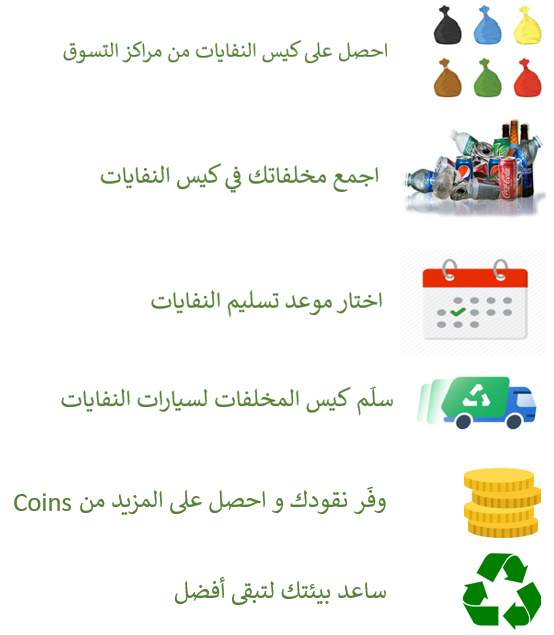 احصل على كيس النفايات من مراكز التسوق
اجمع مخلفاتك في كيس النفايات
اختار موعد تسليم النفايات
سلَم كيس المخلفات لسيارات النفايات
وفَر نقودك و احصل على المزيد من Coins
ساعد بيئتك لتبقى أفضل